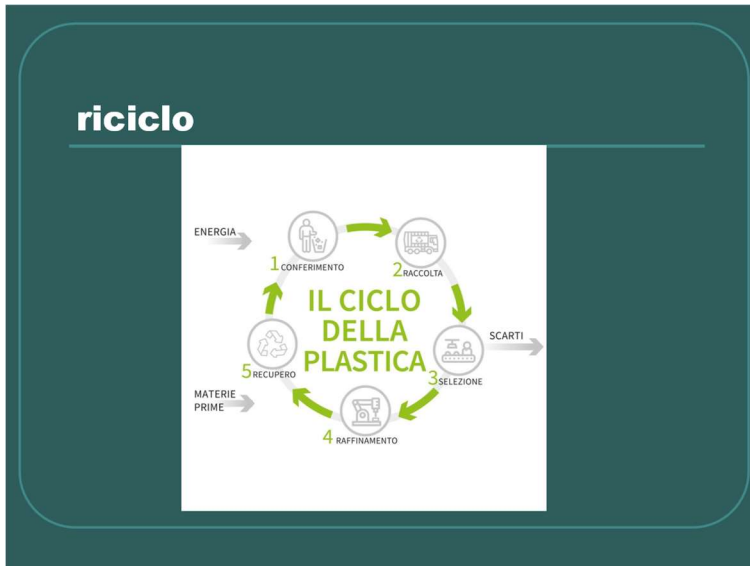 riciclo
ENERGIA
1 CONFERIMENTO
2 RACCOLTA
IL CICLO
DELLA
PLASTICA
SCARTI
3 SELEZIONE
5 RECUPERO
MATERIE
PRIME
4 RAFFINAMENTO